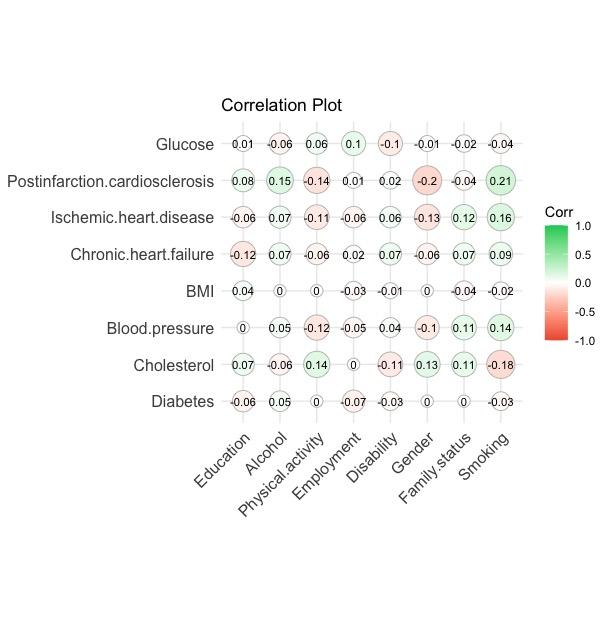 Correlation Plot
Glucose 0.01 -0.06 0.06 0.1 -0.1 -0.01 -0.02 -0.04
Postinfarction.cardiosclerosis 0.08 0.15 -0.14 0.01 0.02 -0.2 -0.04 0.21
Ischemic.heart.disease -0.06 0.07 -0.11 -0.06 0.06 -0.13 0.12 0.16
Chronic.heart.failure -0.12 0.07 -0.06 0.02 0.07 -0.06 0.07 0.09
BMI 0.04 0 0 -0.03 -0.01 0 -0.04 -0.02
Blood.pressure 0 0.05 -0.12 -0.05 0.04 -0.1 0.11 0.14
Cholesterol 0.07 -0.06 0.14 0 -0.11 0.13 0.11 -0.18
Diabetes -0.06 0.05 0 -0.07 -0.03 0 0 -0.03
Education
Alcohol
Physical.activity
Employment
Disability
Gender
Family.status
Smoking
Corr
1.0
0.5
0.0
-0.5
-1.0